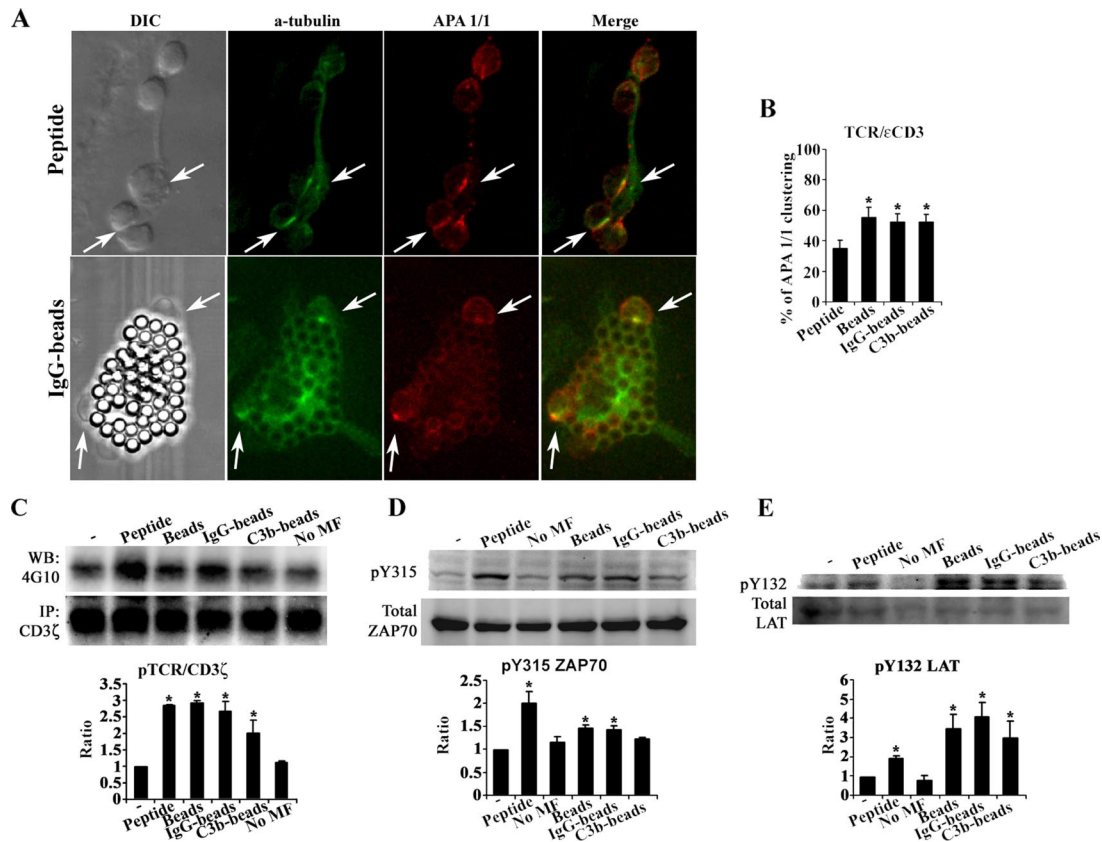 A
DIC
a-tubulin
APA 1/1
Merge
Peptide
IgG-beads
B
TCR/εCD3
% of APA 1/1 clustering
100
80
60
40
20
0
* * *
Peptide
Beads
IgG-beads
C3b-beads
C
- Peptide Beads IgG-beads C3b-beads No MF
WB:
4G10
IP:
CD3ζ
pTCR/CD3ζ
Ratio
3.5
3
2.5
2
1.5
1
0.5
0
* * * *
- Peptide Beads IgG-beads C3b-beads No MF
D
- Peptide No MF Beads IgG-beads C3b-beads
pY315
Total
ZAP70
pY315 ZAP70
Ratio
2.5
2
1.5
1
0.5
0
* * *
- Peptide No MF Beads IgG-beads C3b-beads
E
- Peptide No MF Beads IgG-beads C3b-beads
pY132
Total
LAT
pY132 LAT
Ratio
6
5
4
3
2
1
0
* * * *
- Peptide No MF Beads IgG-beads C3b-beads